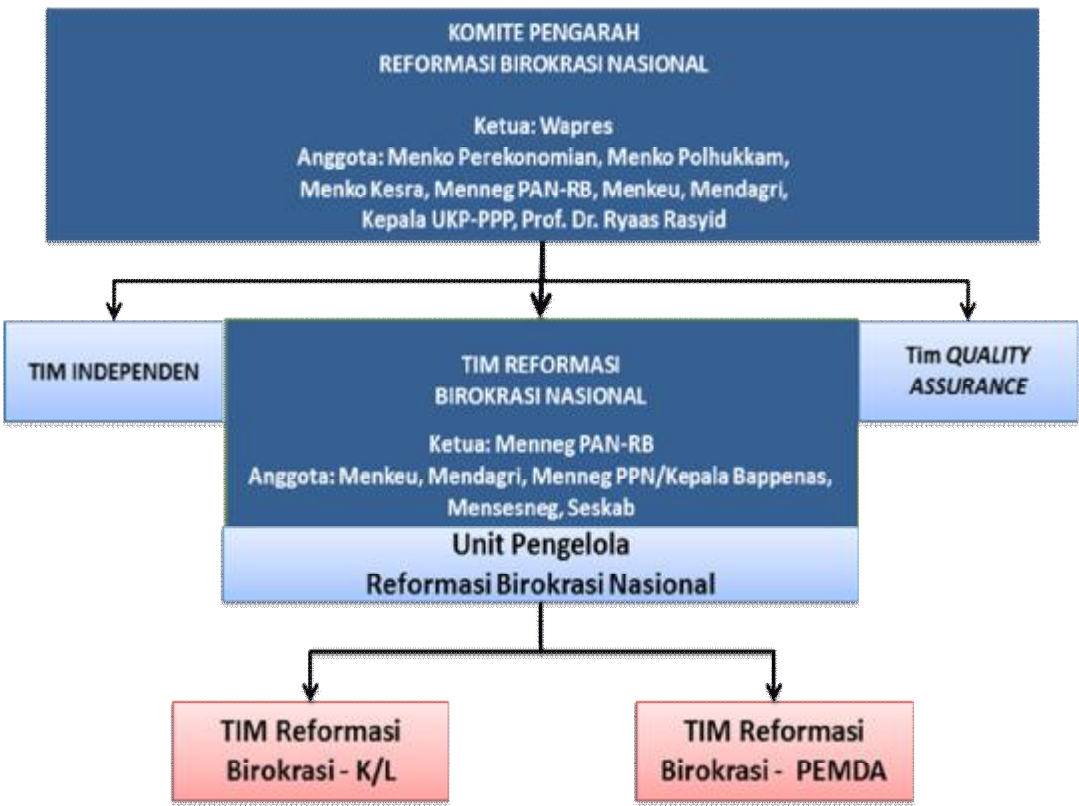 KOMITE PENGARAH
REFORMASI BIROKRASI NASIONAL
Ketua: Wapres
Anggota: Menko Perekonomian, Menko Polhukkam,
Menko Kesra, Menneg PAN-RB, Menkeu, Mendagri,
Kepala UKP-PPP, Prof. Dr. Ryaas Rasyid
TIM INDEPENDEN
TIM REFORMASI
BIROKRASI NASIONAL
Ketua: Menneg PAN-RB
Anggota: Menkeu, Mendagri, Menneg PPN/Kepala Bappenas,
Mensesneg, Seskab
Unit Pengelola
Reformasi Birokrasi Nasional
Tim QUALITY
ASSURANCE
TIM Reformasi
Birokrasi - K/L
TIM Reformasi
Birokrasi - PEMDA